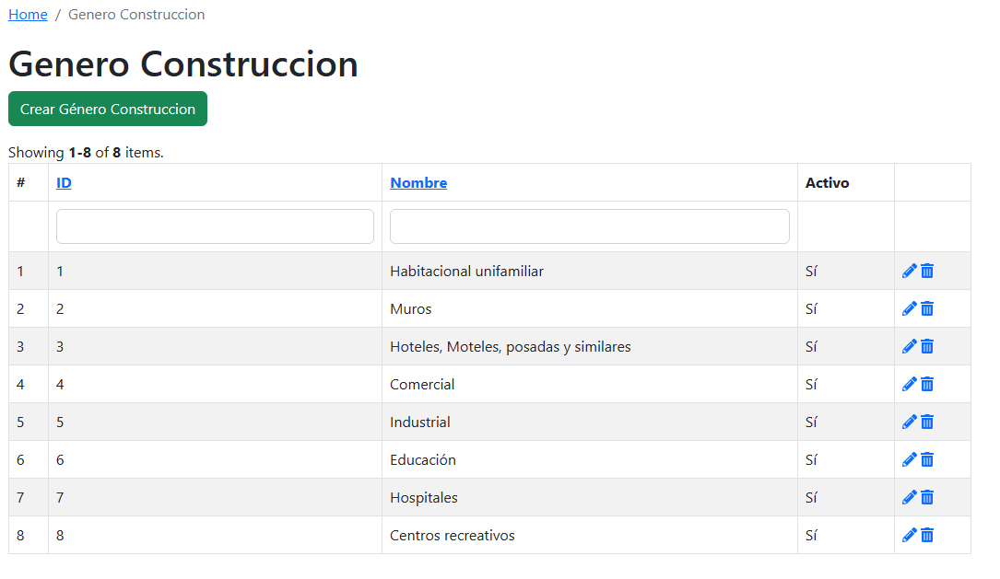 Home / Genero Construccion
Genero Construccion
Crear Género Construccion
Showing 1-8 of 8 items.
# ID Nombre Activo
1 1 Habitacional unifamiliar Sí
2 2 Muros Sí
3 3 Hoteles, Moteles, posadas y similares Sí
4 4 Comercial Sí
5 5 Industrial Sí
6 6 Educación Sí
7 7 Hospitales Sí
8 8 Centros recreativos Sí